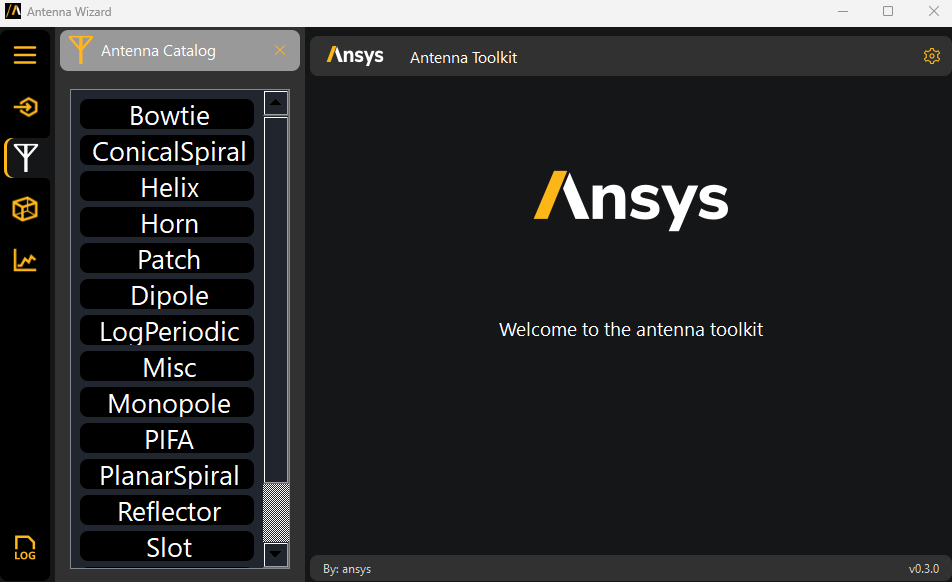 Antenna Wizard
Antenna Catalog
Ansys
Antenna Toolkit
Bowtie
ConicalSpiral
Helix
Horn
Patch
Dipole
LogPeriodic
Misc
Monopole
PIFA
PlanarSpiral
Reflector
Slot
LOG
Ansys
Welcome to the antenna toolkit
By: ansys
v0.3.0